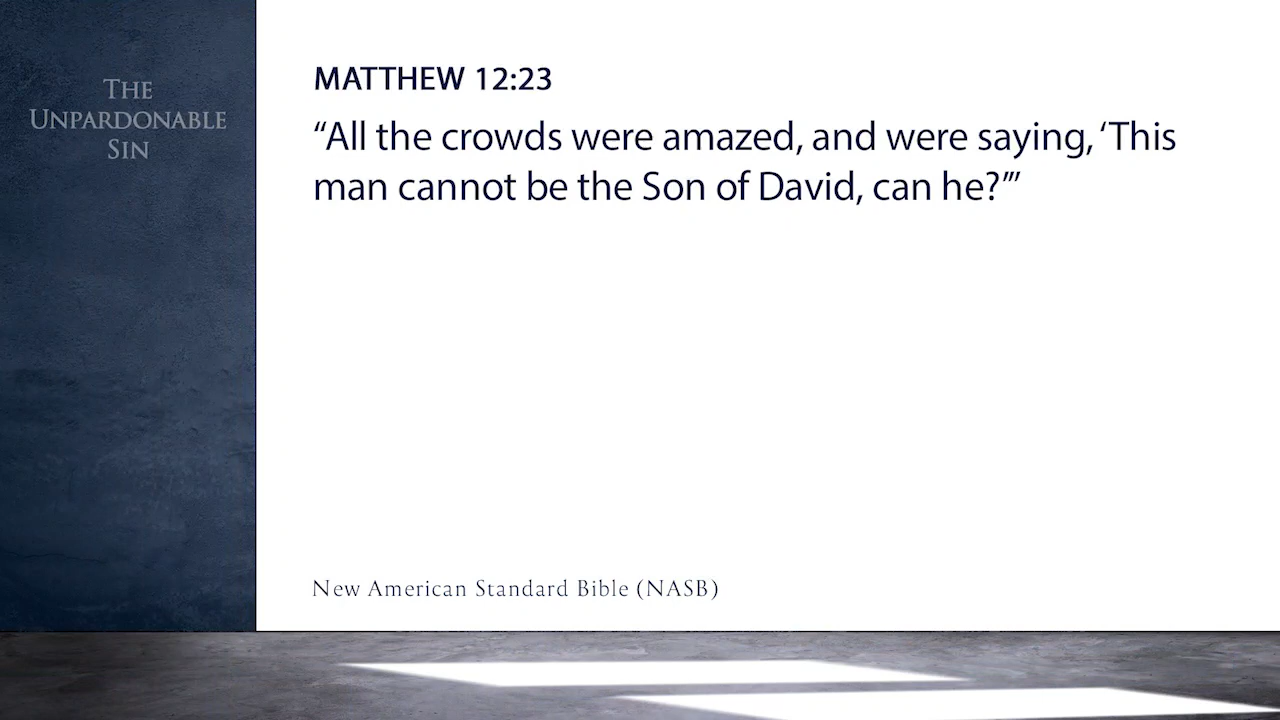 The
Unpardonable
Sin
MATTHEW 12:23
“All the crowds were amazed, and were saying, ‘This
man cannot be the Son of David, can he?’”
New American Standard Bible (NASB)